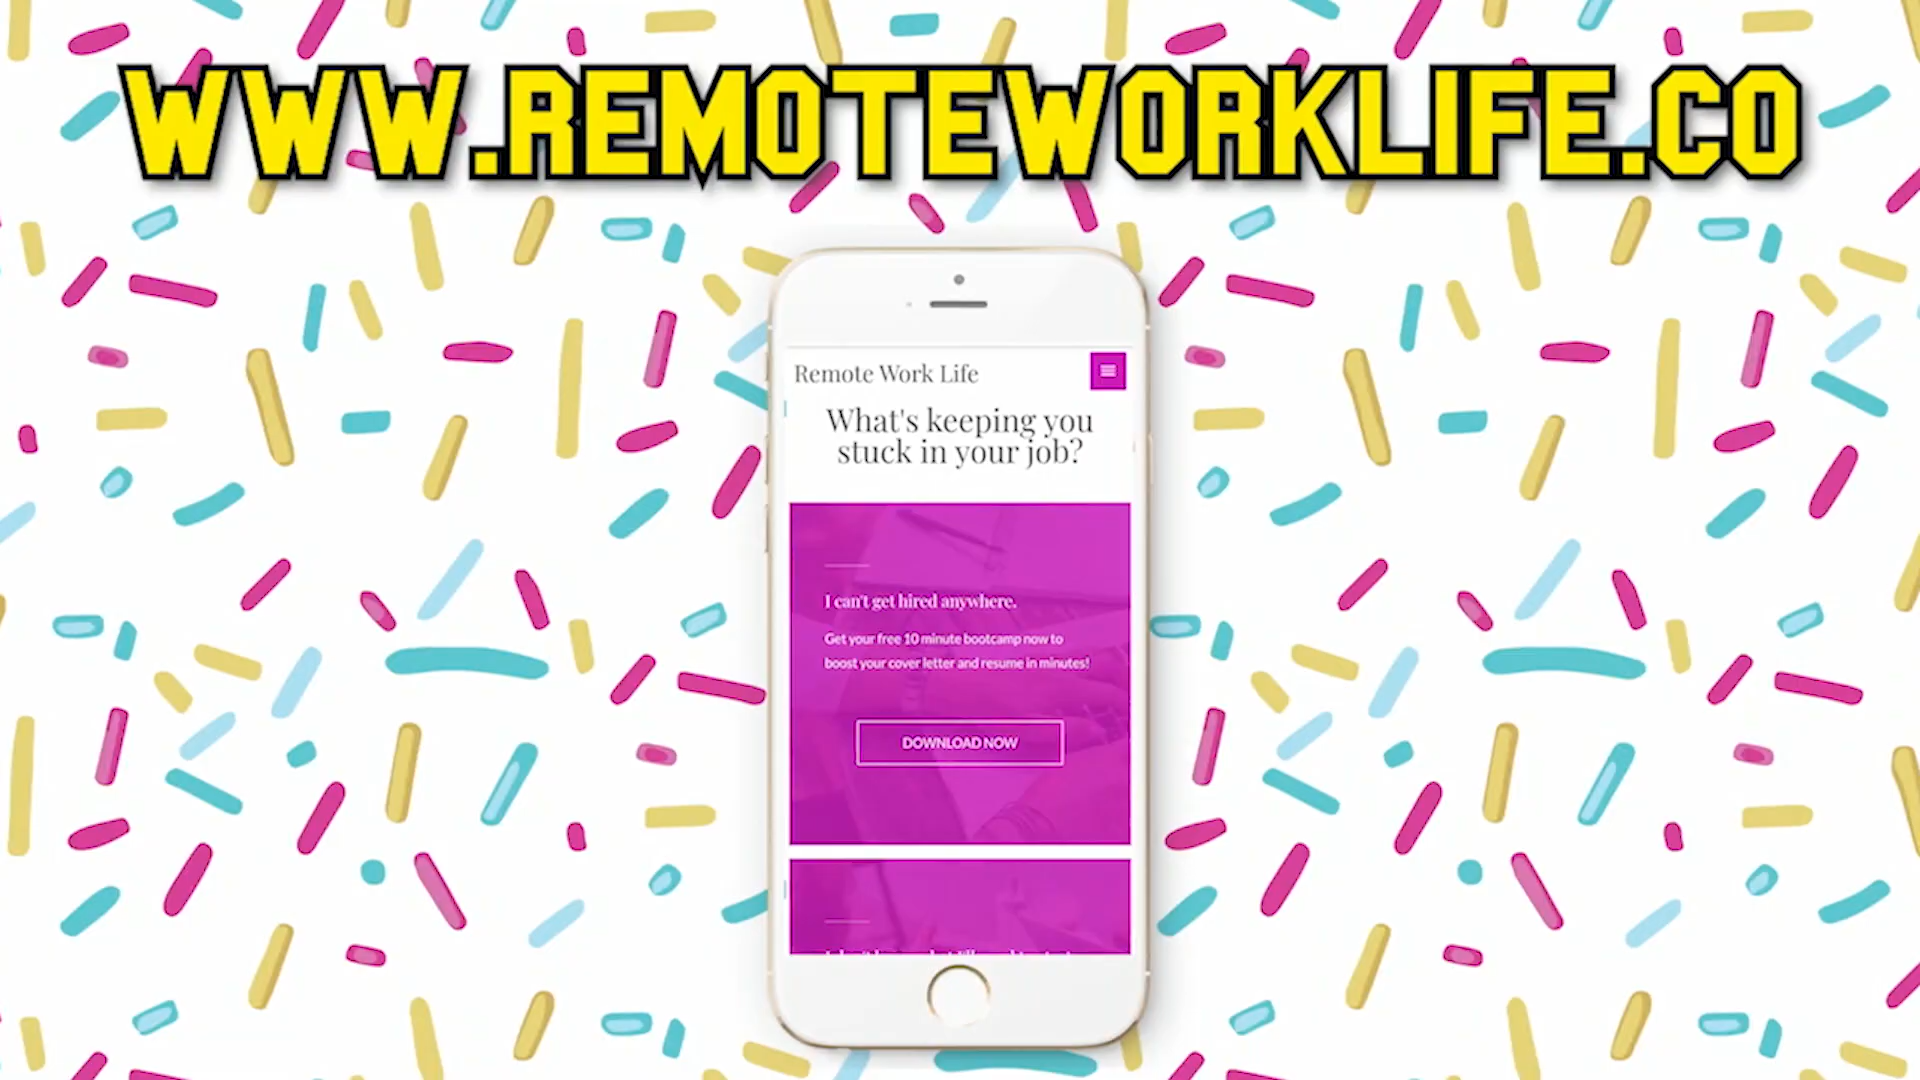 WWW.REMOTEWORKLIFE.CO
Remote Work Life
What's keeping you
stuck in your job?
I can't get hired anywhere.
Get your free 10 minute bootcamp now to
boost your cover letter and resume in minutes!
DOWNLOAD NOW